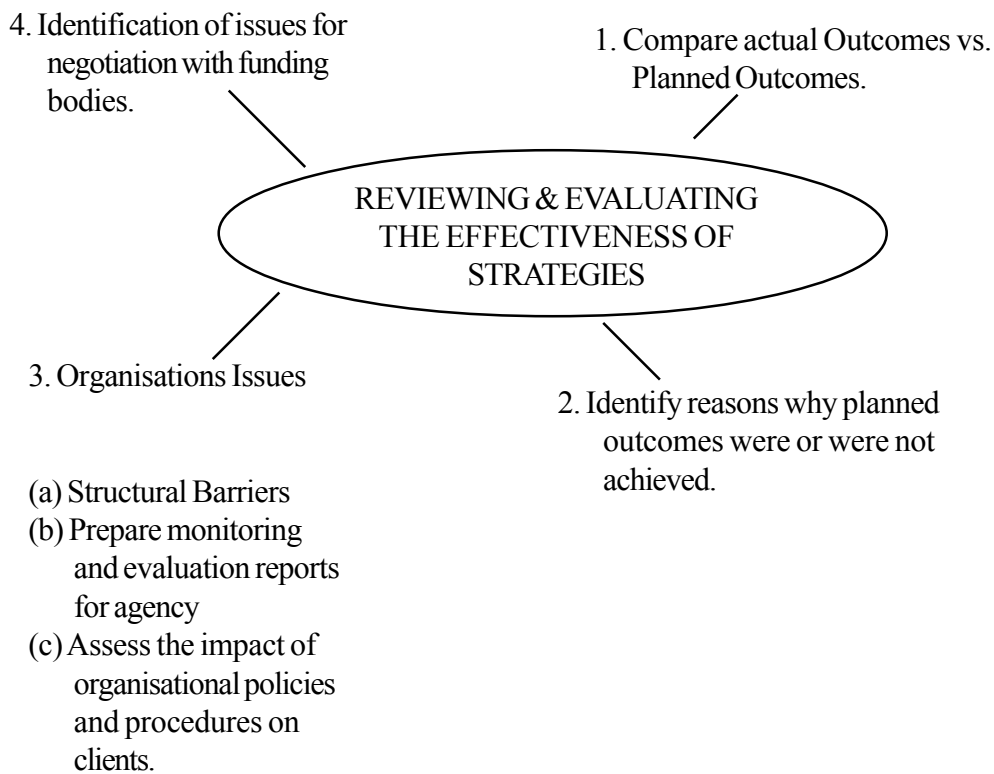 4. Identification of issues for
negotiation with funding
bodies.
1. Compare actual Outcomes vs.
Planned Outcomes.
REVIEWING & EVALUATING
THE EFFECTIVENESS OF
STRATEGIES
3. Organisations Issues
2. Identify reasons why planned
outcomes were or were not
achieved.
(a) Structural Barriers
(b) Prepare monitoring
and evaluation reports
for agency
(c) Assess the impact of
organisational policies
and procedures on
clients.